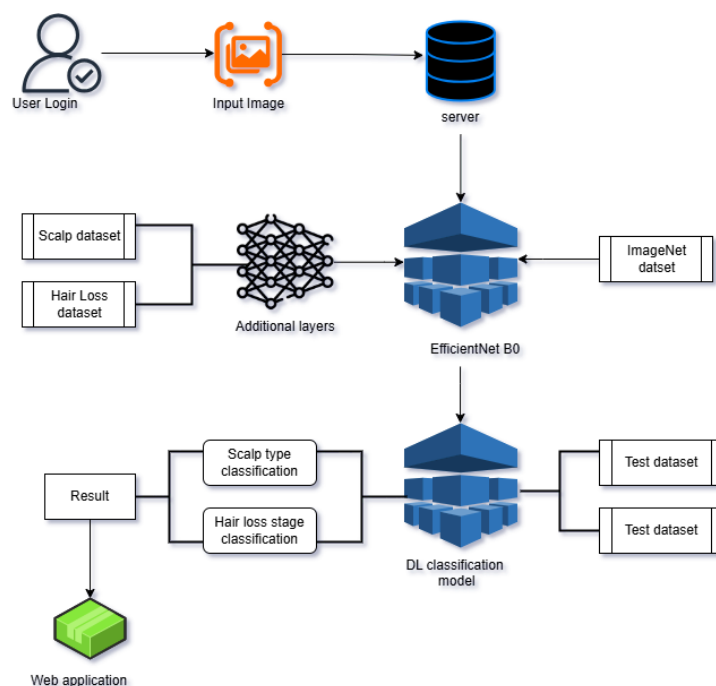 User Login
Input Image
server
Scalp dataset
Hair Loss
dataset
Additional layers
ImageNet
datset
EfficientNet B0
Scalp type
classification
Hair loss stage
classification
Result
Test dataset
Test dataset
DL classification
model
Web application